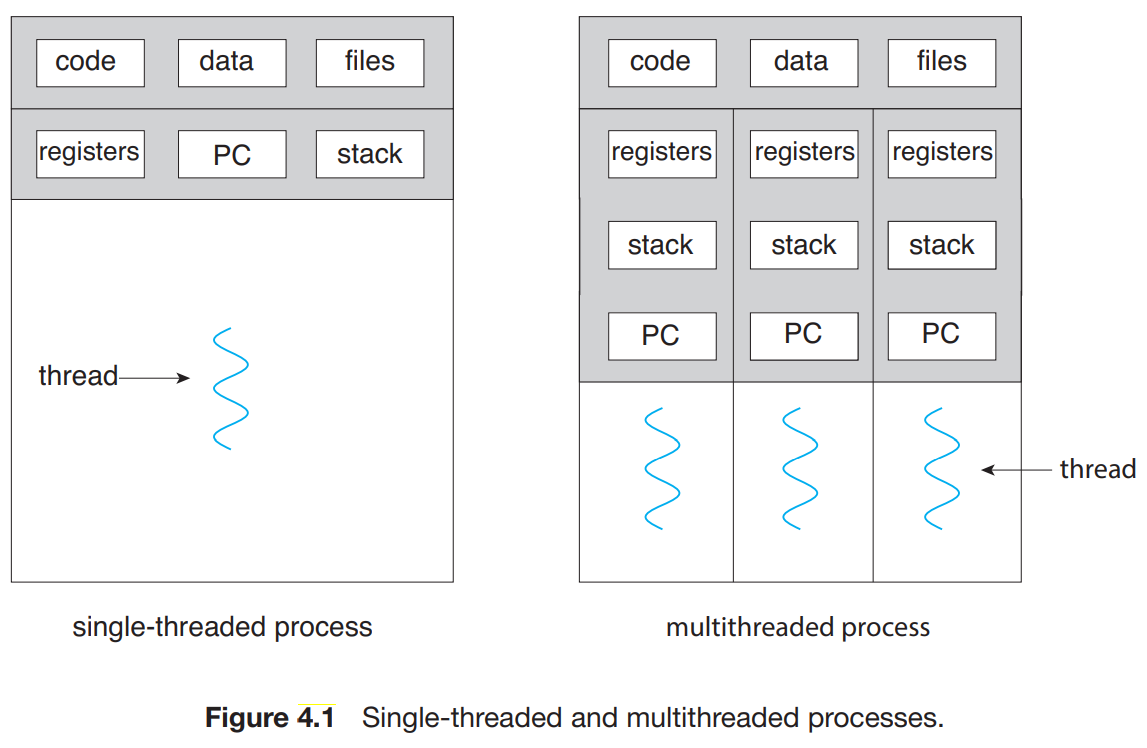 code data files code data files
registers PC stack registers registers registers
stack stack stack
PC PC PC
thread
thread
single-threaded process multithreaded process
Figure 4.1 Single-threaded and multithreaded processes.